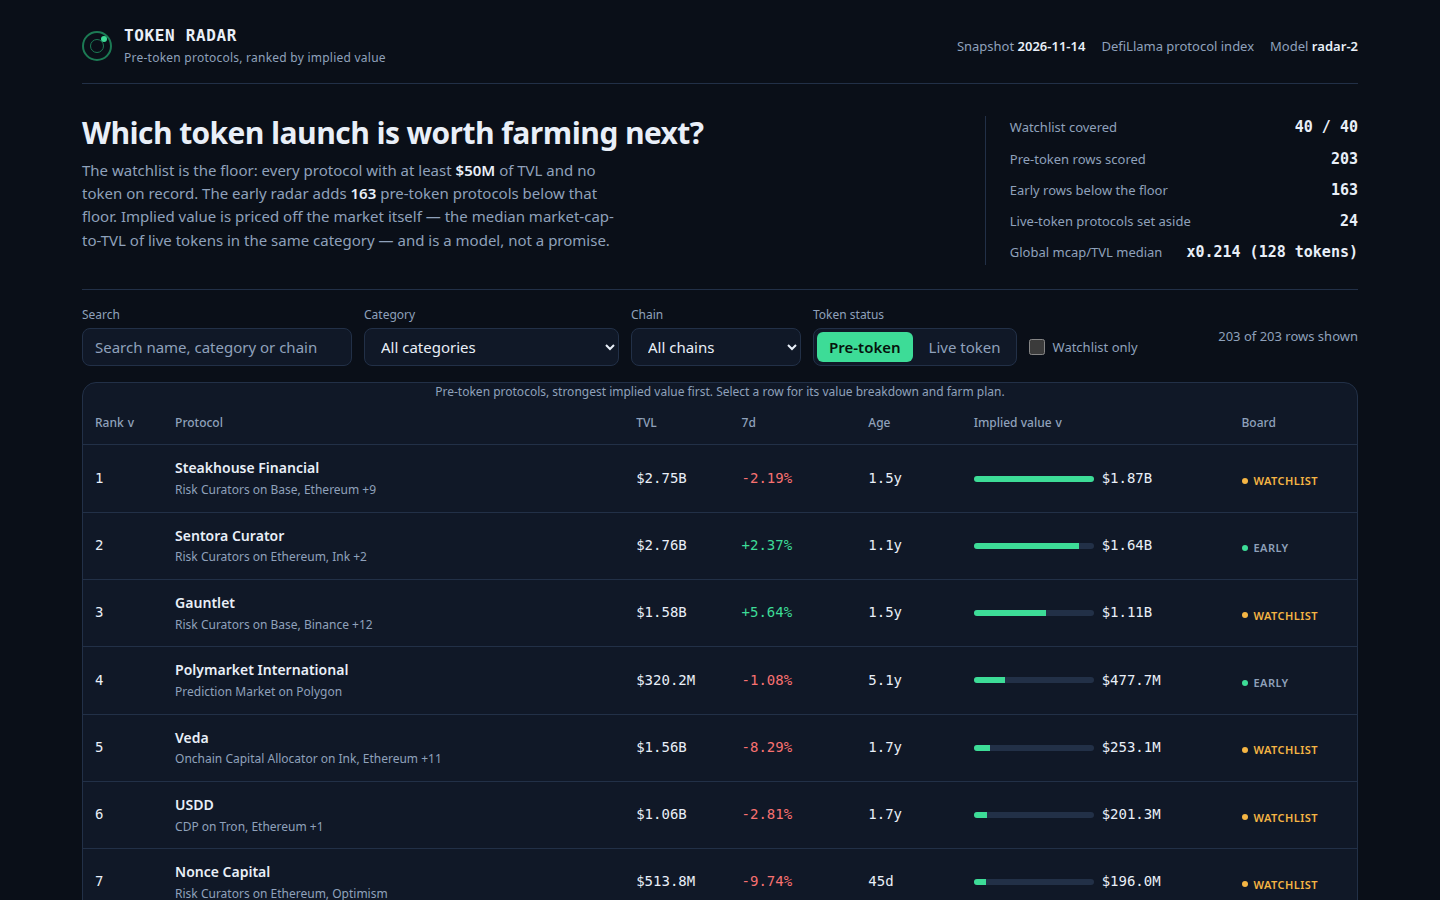 TOKEN RADAR
Pre-token protocols, ranked by implied value
Snapshot 2026-11-14 DefiLlama protocol index Model radar-2
Which token launch is worth farming next?
The watchlist is the floor: every protocol with at least $50M of TVL and no
token on record. The early radar adds 163 pre-token protocols below that
floor. Implied value is priced off the market itself — the median market-cap-
to-TVL of live tokens in the same category — and is a model, not a promise.
Watchlist covered 40 / 40
Pre-token rows scored 203
Early rows below the floor 163
Live-token protocols set aside 24
Global mcap/TVL median x0.214 (128 tokens)
Search Category Chain Token status
Search name, category or chain All categories All chains Pre-token Live token Watchlist only 203 of 203 rows shown
Pre-token protocols, strongest implied value first. Select a row for its value breakdown and farm plan.
Rank v Protocol TVL 7d Age Implied value v Board
1 Steakhouse Financial $2.75B -2.19% 1.5y $1.87B WATCHLIST
Risk Curators on Base, Ethereum +9
2 Sentora Curator $2.76B +2.37% 1.1y $1.64B EARLY
Risk Curators on Ethereum, Ink +2
3 Gauntlet $1.58B +5.64% 1.5y $1.11B WATCHLIST
Risk Curators on Base, Binance +12
4 Polymarket International $320.2M -1.08% 5.1y $477.7M EARLY
Prediction Market on Polygon
5 Veda $1.56B -8.29% 1.7y $253.1M WATCHLIST
Onchain Capital Allocator on Ink, Ethereum +11
6 USDD $1.06B -2.81% 1.7y $201.3M WATCHLIST
CDP on Tron, Ethereum +1
7 Nonce Capital $513.8M -9.74% 45d $196.0M WATCHLIST
Risk Curators on Ethereum, Optimism